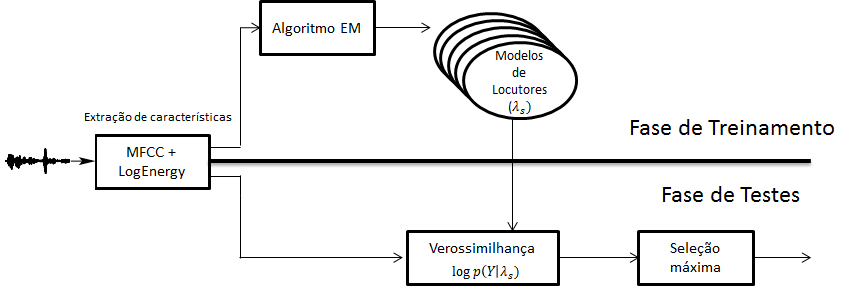 Algoritmo EM
Modelos
de
Locutores
(λₛ)
Extração de características
MFCC +
LogEnergy
Fase de Treinamento
Fase de Testes
Verossimilhança
log p(Y|λₛ)
Seleção
máxima